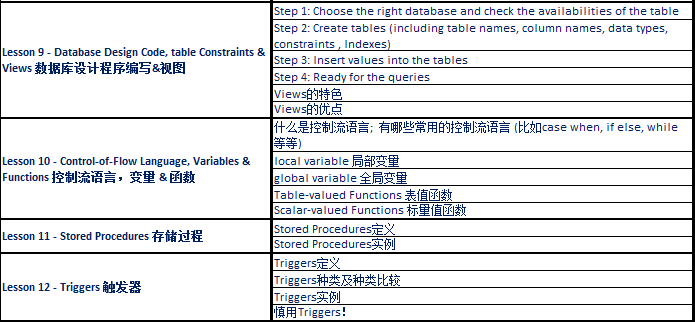 Step 1: Choose the right database and check the availabilities of the table
Step 2: Create tables (including table names, column names, data types,
constraints , Indexes)
Lesson 9 - Database Design Code, table Constraints &
Views 数据库设计程序编写&视图
Step 3: Insert values into the tables
Step 4: Ready for the queries
Views的特色
Views的优点
什么是控制流语言; 有哪些常用的控制流语言 (比如case when, if else, while
等等)
Lesson 10 - Control-of-Flow Language, Variables &
Functions 控制流语言，变量 & 函数
local variable 局部变量
global variable 全局变量
Table-valued Functions 表值函数
Scalar-valued Functions 标量值函数
Lesson 11 - Stored Procedures 存储过程
Stored Procedures定义
Stored Procedures实例
Lesson 12 - Triggers 触发器
Triggers定义
Triggers种类及种类比较
Triggers实例
慎用Triggers！